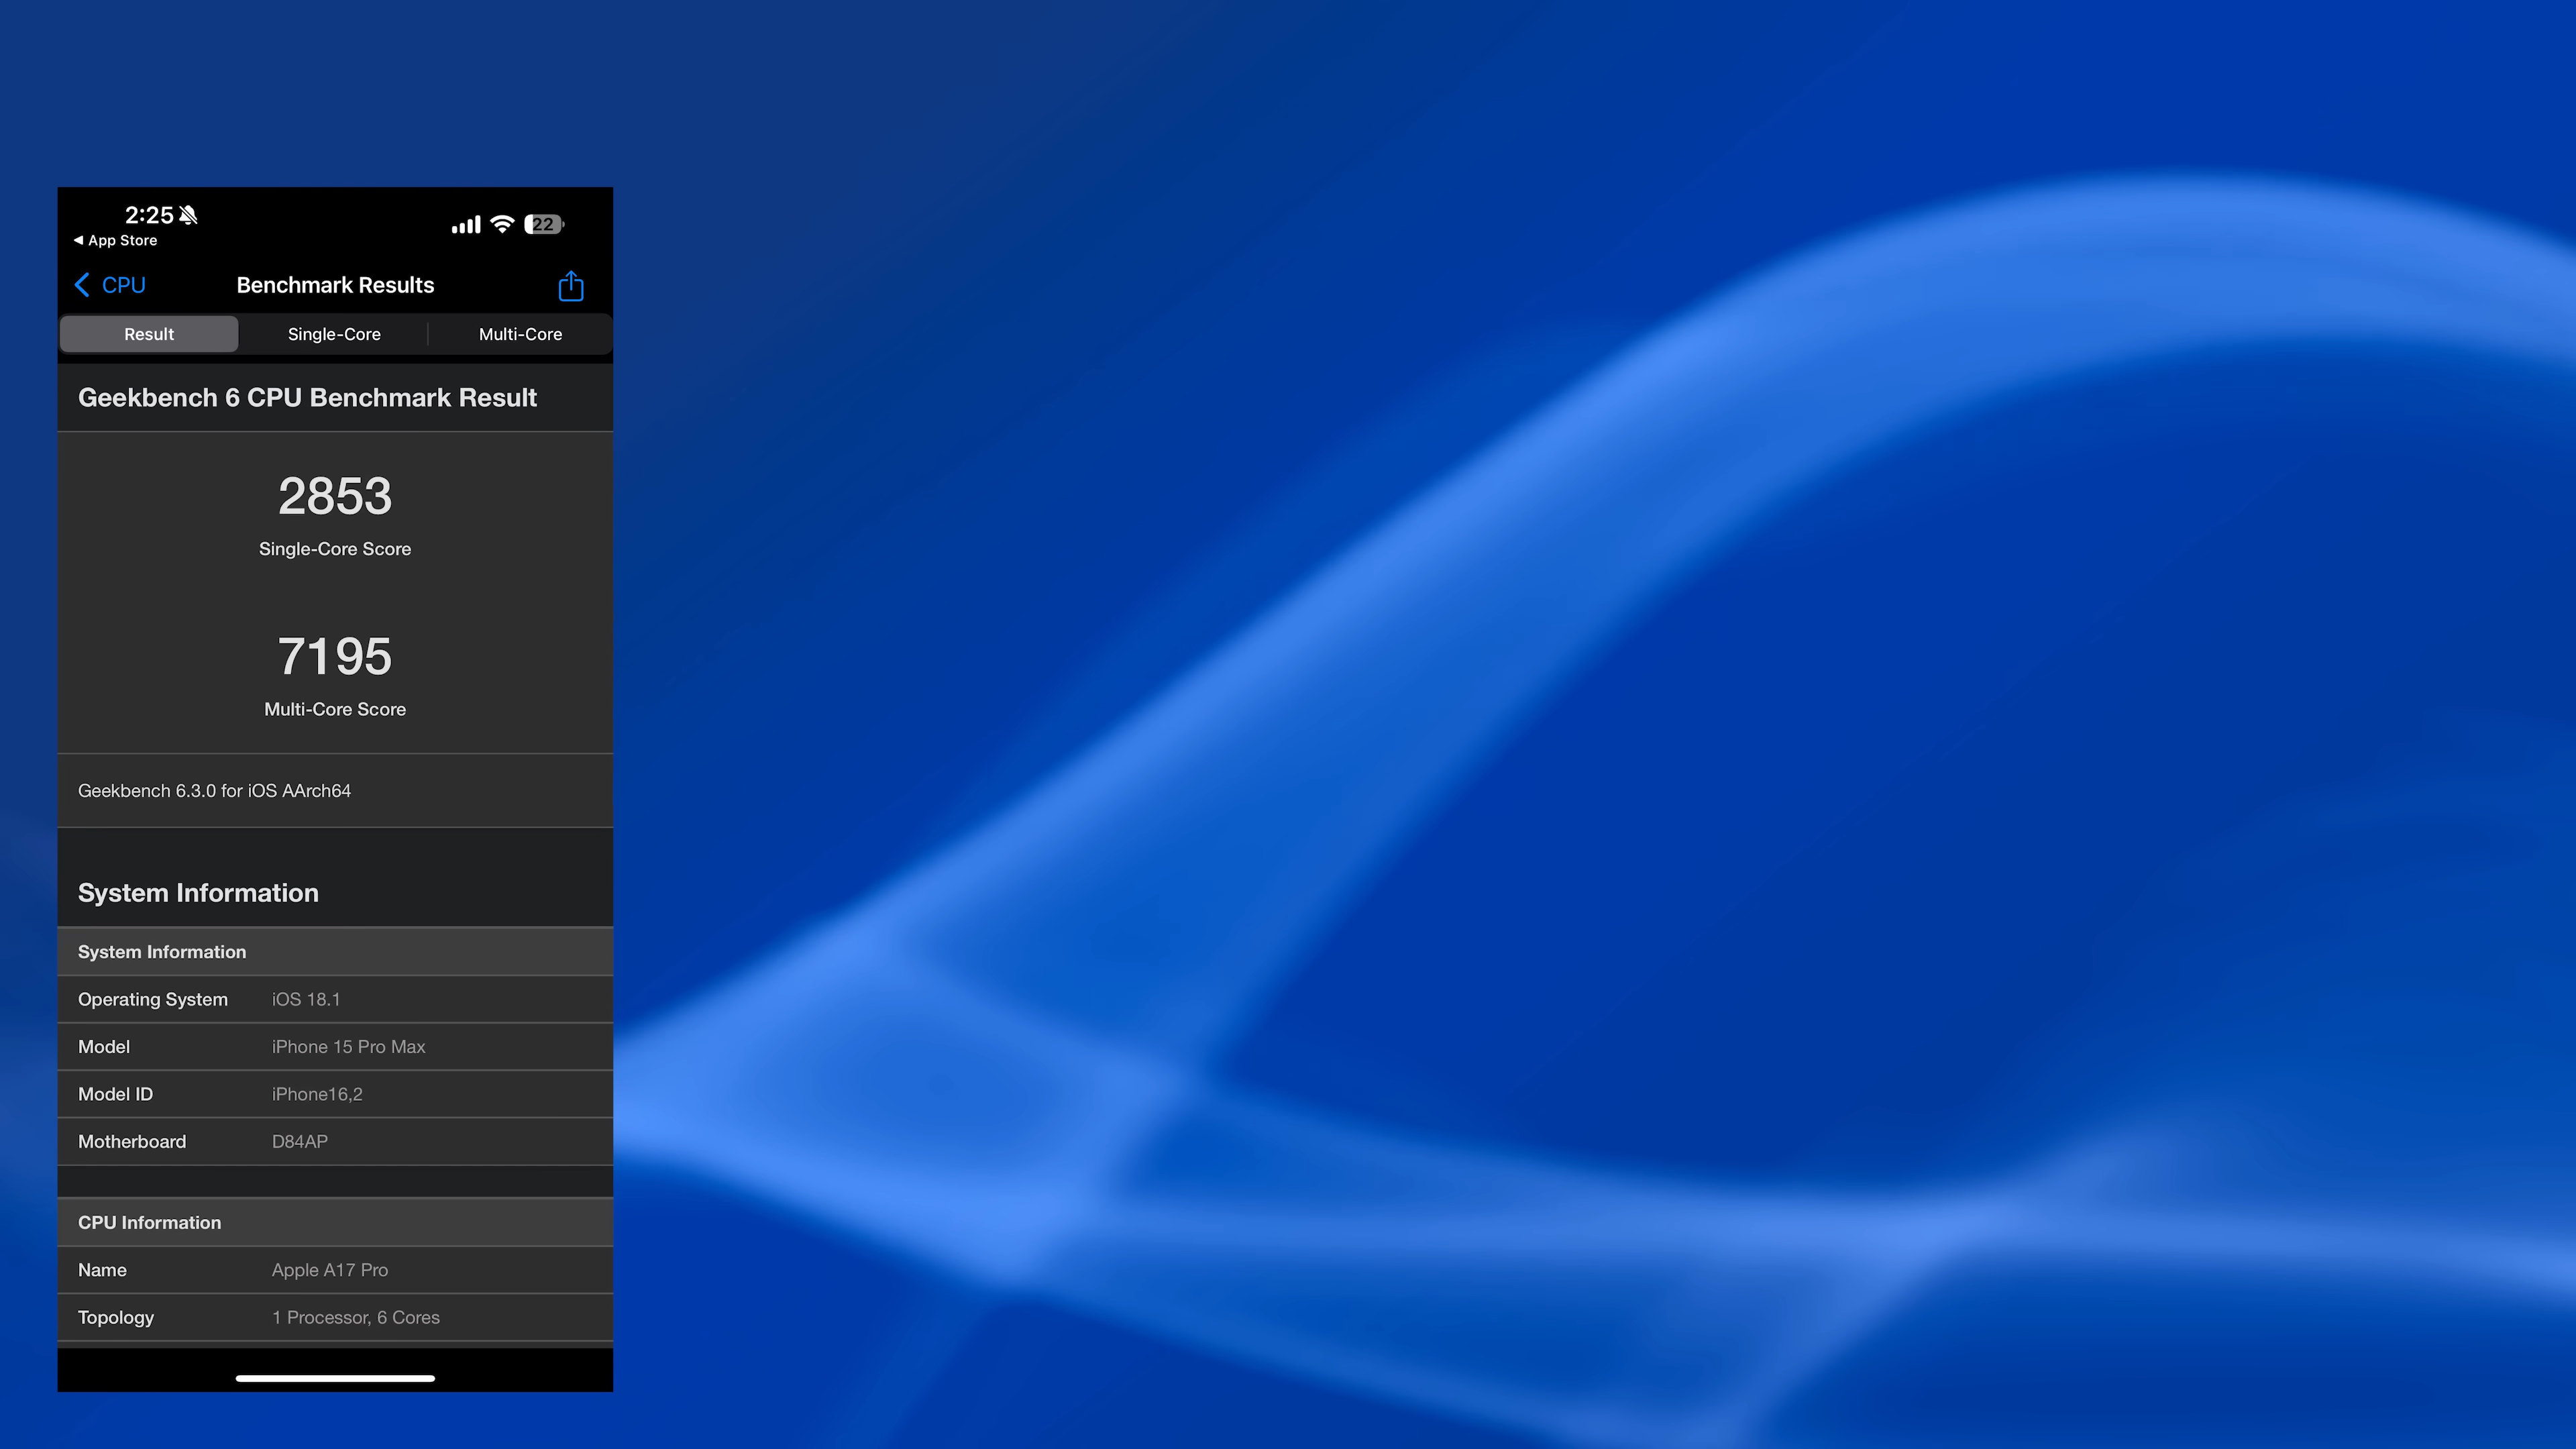 2:25
22
◀ App Store
CPU
Benchmark Results
Result
Single-Core
Multi-Core
Geekbench 6 CPU Benchmark Result
2853
Single-Core Score
7195
Multi-Core Score
Geekbench 6.3.0 for iOS AArch64
System Information
System Information
Operating System iOS 18.1
Model iPhone 15 Pro Max
Model ID iPhone16,2
Motherboard D84AP
CPU Information
Name Apple A17 Pro
Topology 1 Processor, 6 Cores